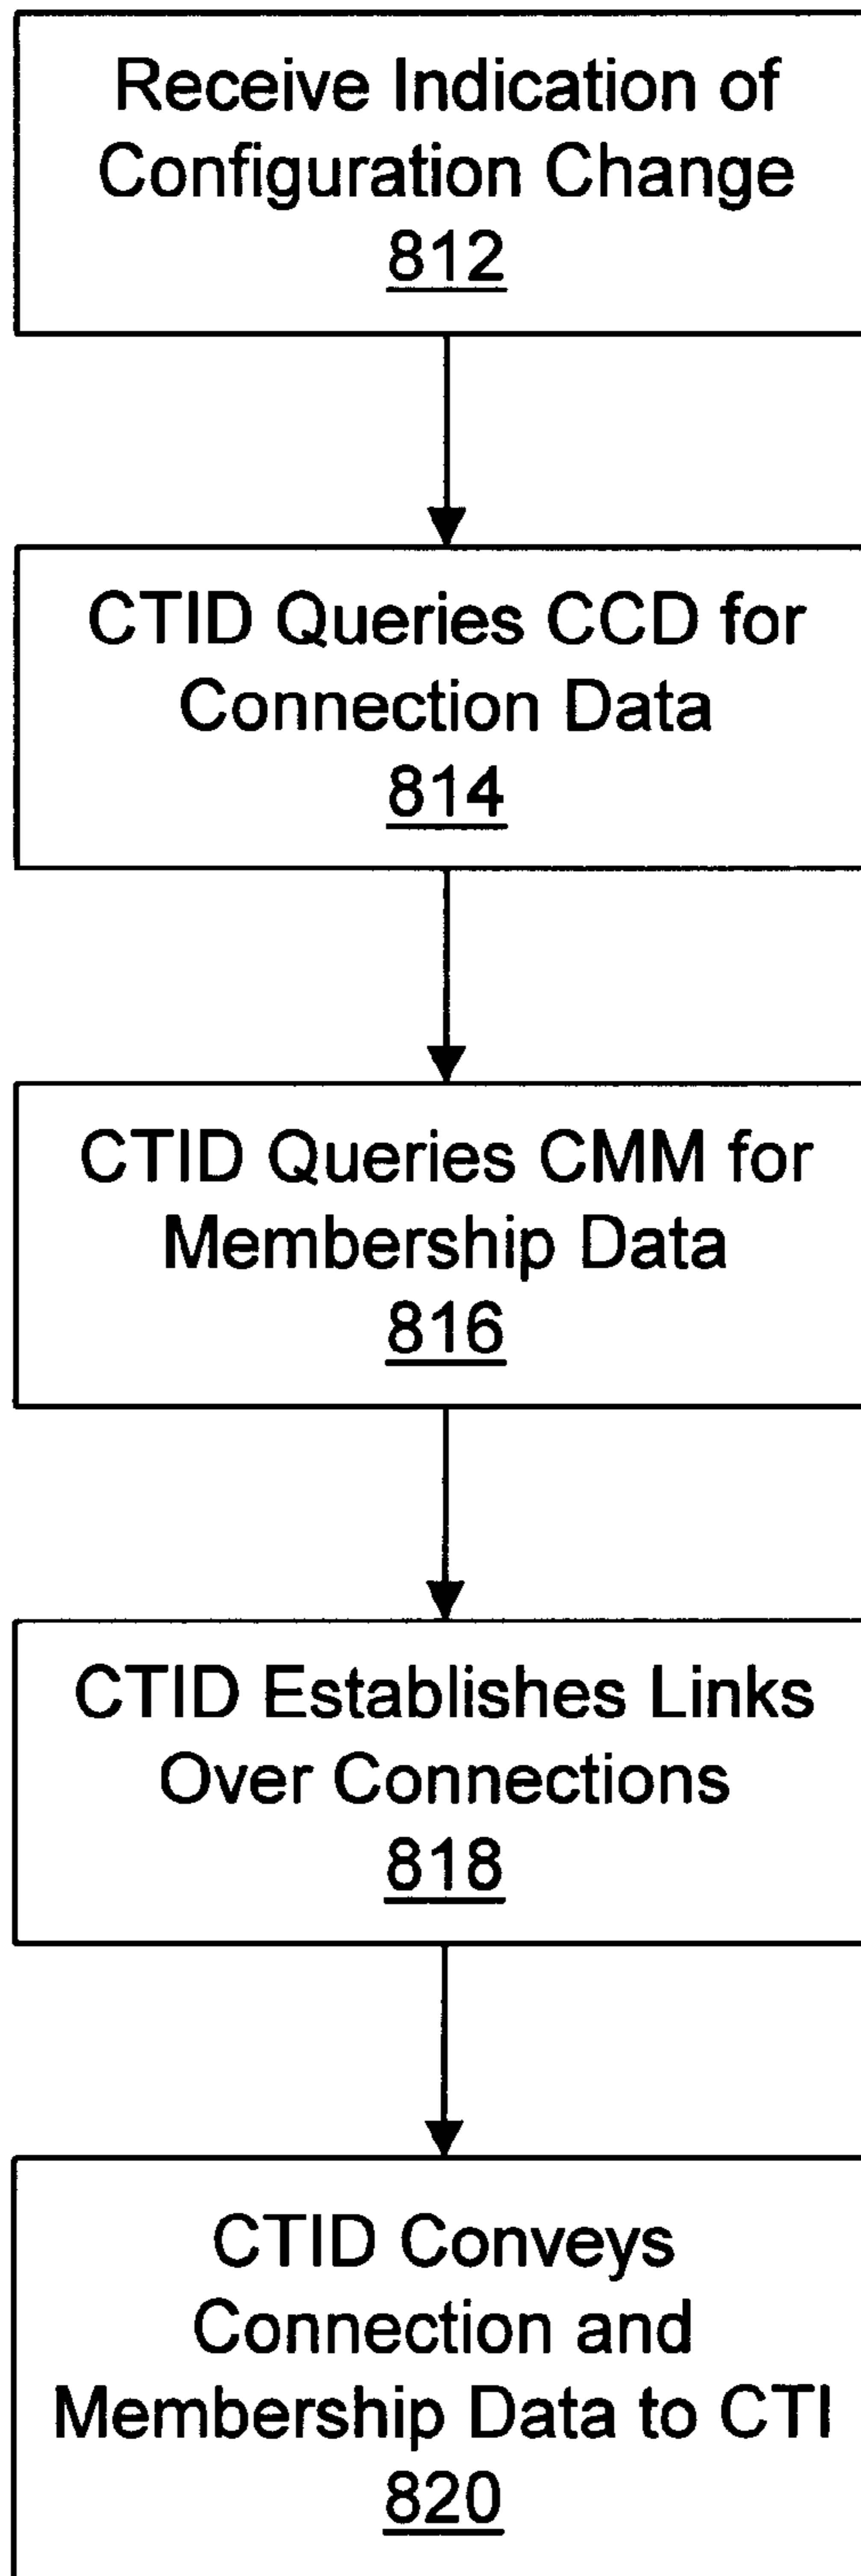 Receive Indication of
Configuration Change
812
CTID Queries CCD for
Connection Data
814
CTID Queries CMM for
Membership Data
816
CTID Establishes Links
Over Connections
818
CTID Conveys
Connection and
Membership Data to CTI
820